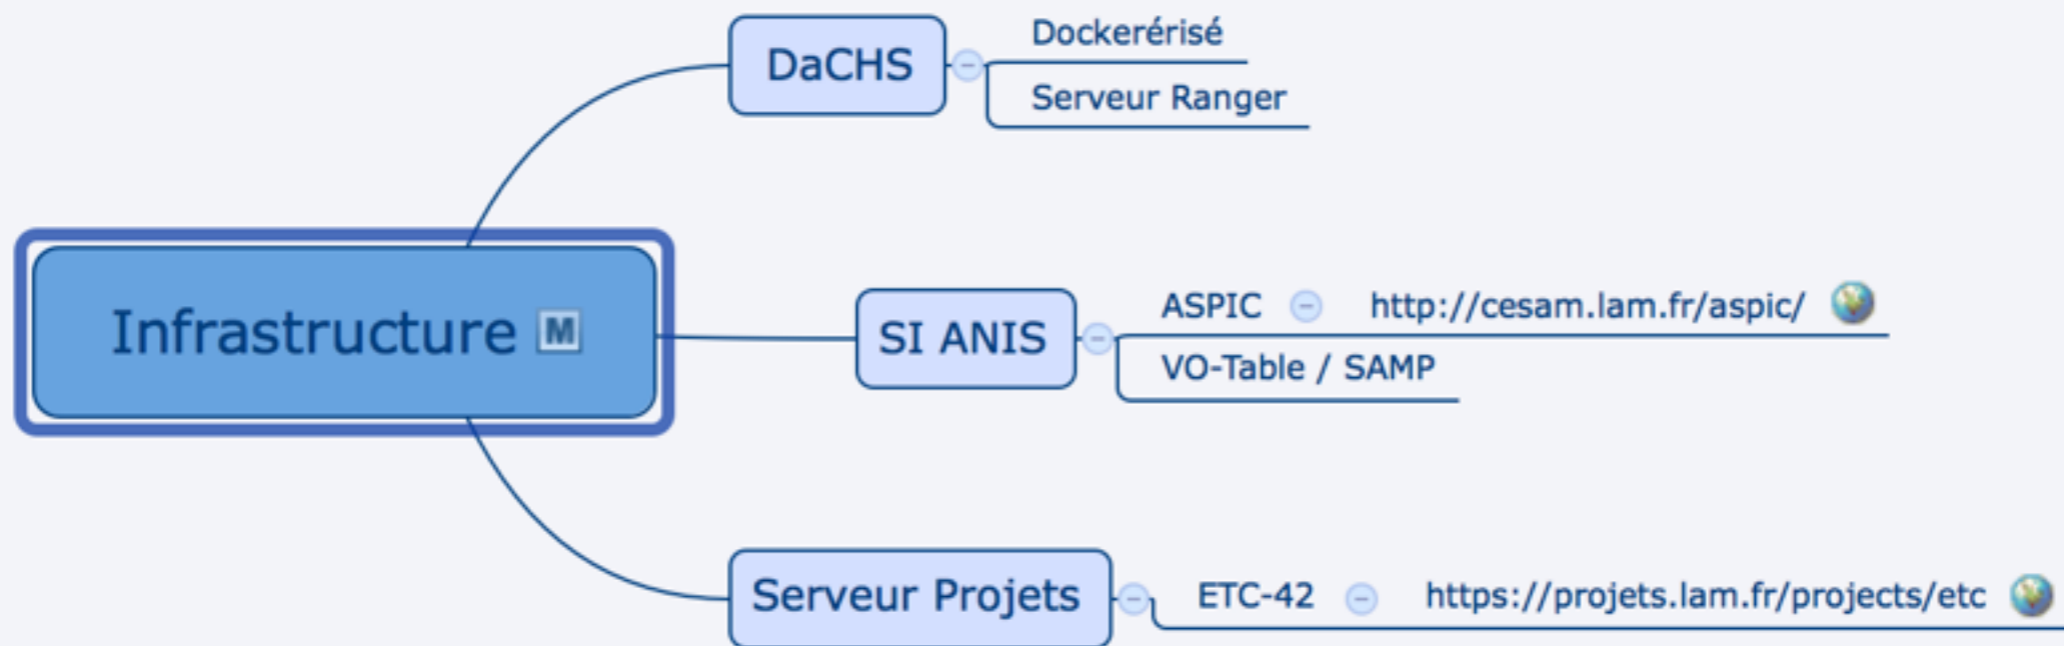 DaCHS
Dockerérisé
Serveur Ranger
Infrastructure M
SI ANIS
ASPIC http://cesam.lam.fr/aspic/
VO-Table / SAMP
Serveur Projets
ETC-42 https://projets.lam.fr/projects/etc